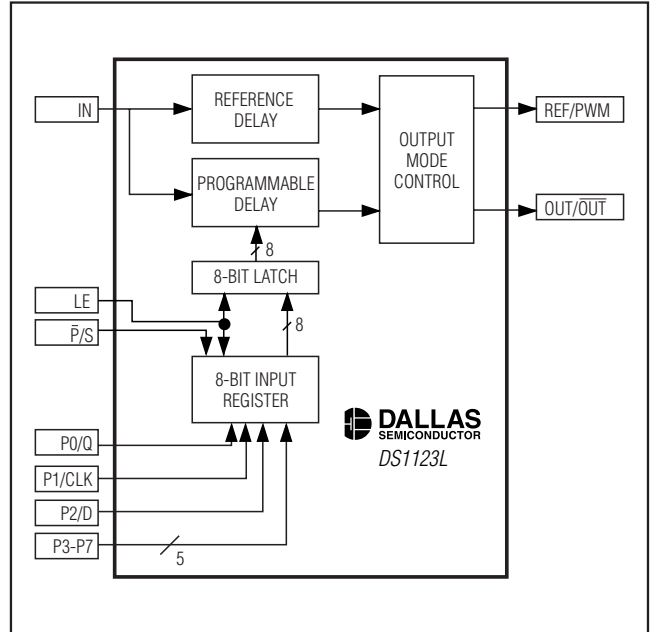 IN
REFERENCE
DELAY
PROGRAMMABLE
DELAY
OUTPUT
MODE
CONTROL
REF/PWM
OUT/O̅U̅T̅
8
8-BIT LATCH
8
LE
P̅/S
8-BIT INPUT
REGISTER
P0/Q
P1/CLK
P2/D
P3-P7
5
DALLAS
SEMICONDUCTOR
DS1123L